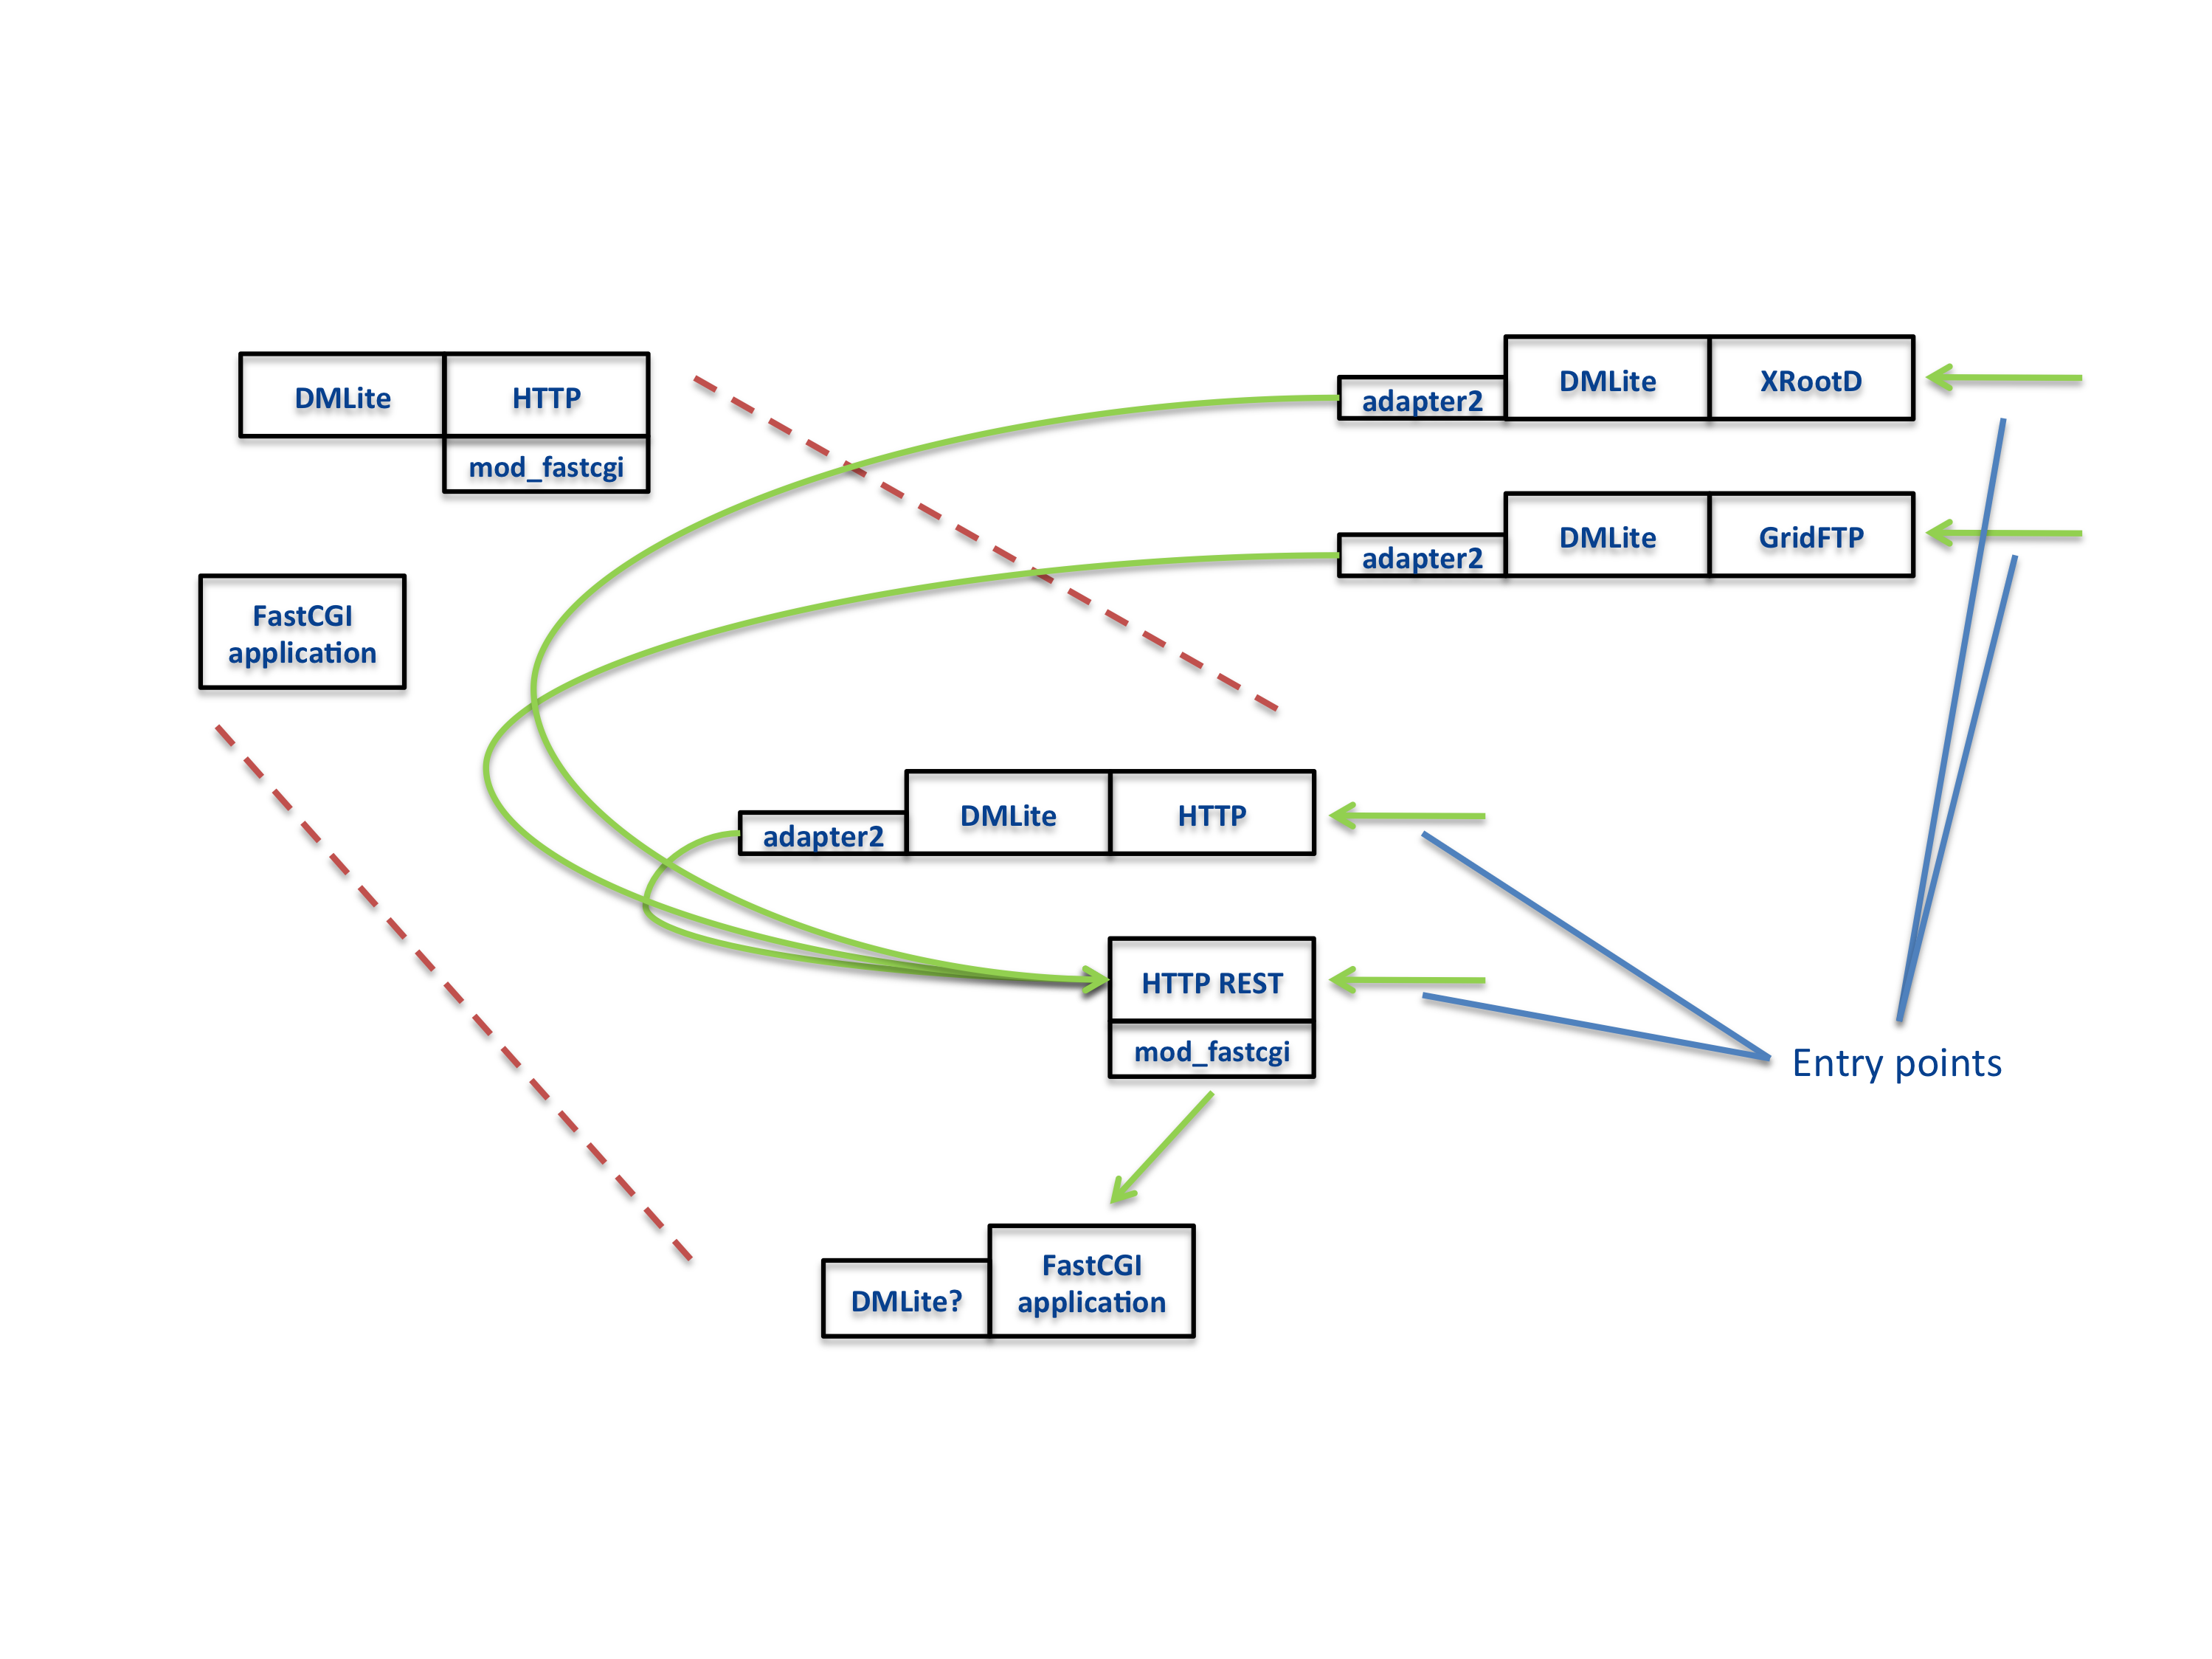 DMLite
XRootD
adapter2
DMLite
HTTP
mod_fastcgi
DMLite
GridFTP
adapter2
FastCGI
application
DMLite
HTTP
adapter2
HTTP REST
mod_fastcgi
Entry points
FastCGI
application
DMLite?